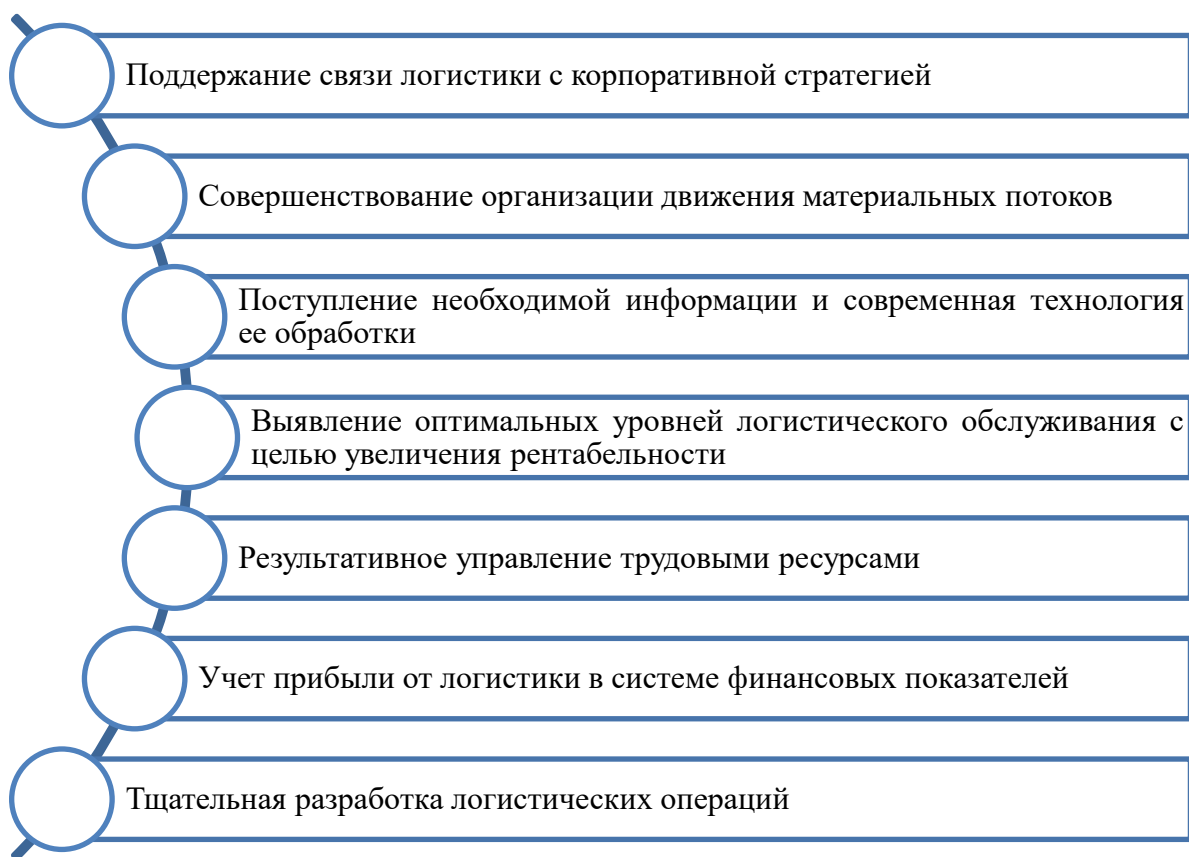 Поддержание связи логистики с корпоративной стратегией
Совершенствование организации движения материальных потоков
Поступление необходимой информации и современная технология
ее обработки
Выявление оптимальных уровней логистического обслуживания с
целью увеличения рентабельности
Результативное управление трудовыми ресурсами
Учет прибыли от логистики в системе финансовых показателей
Тщательная разработка логистических операций